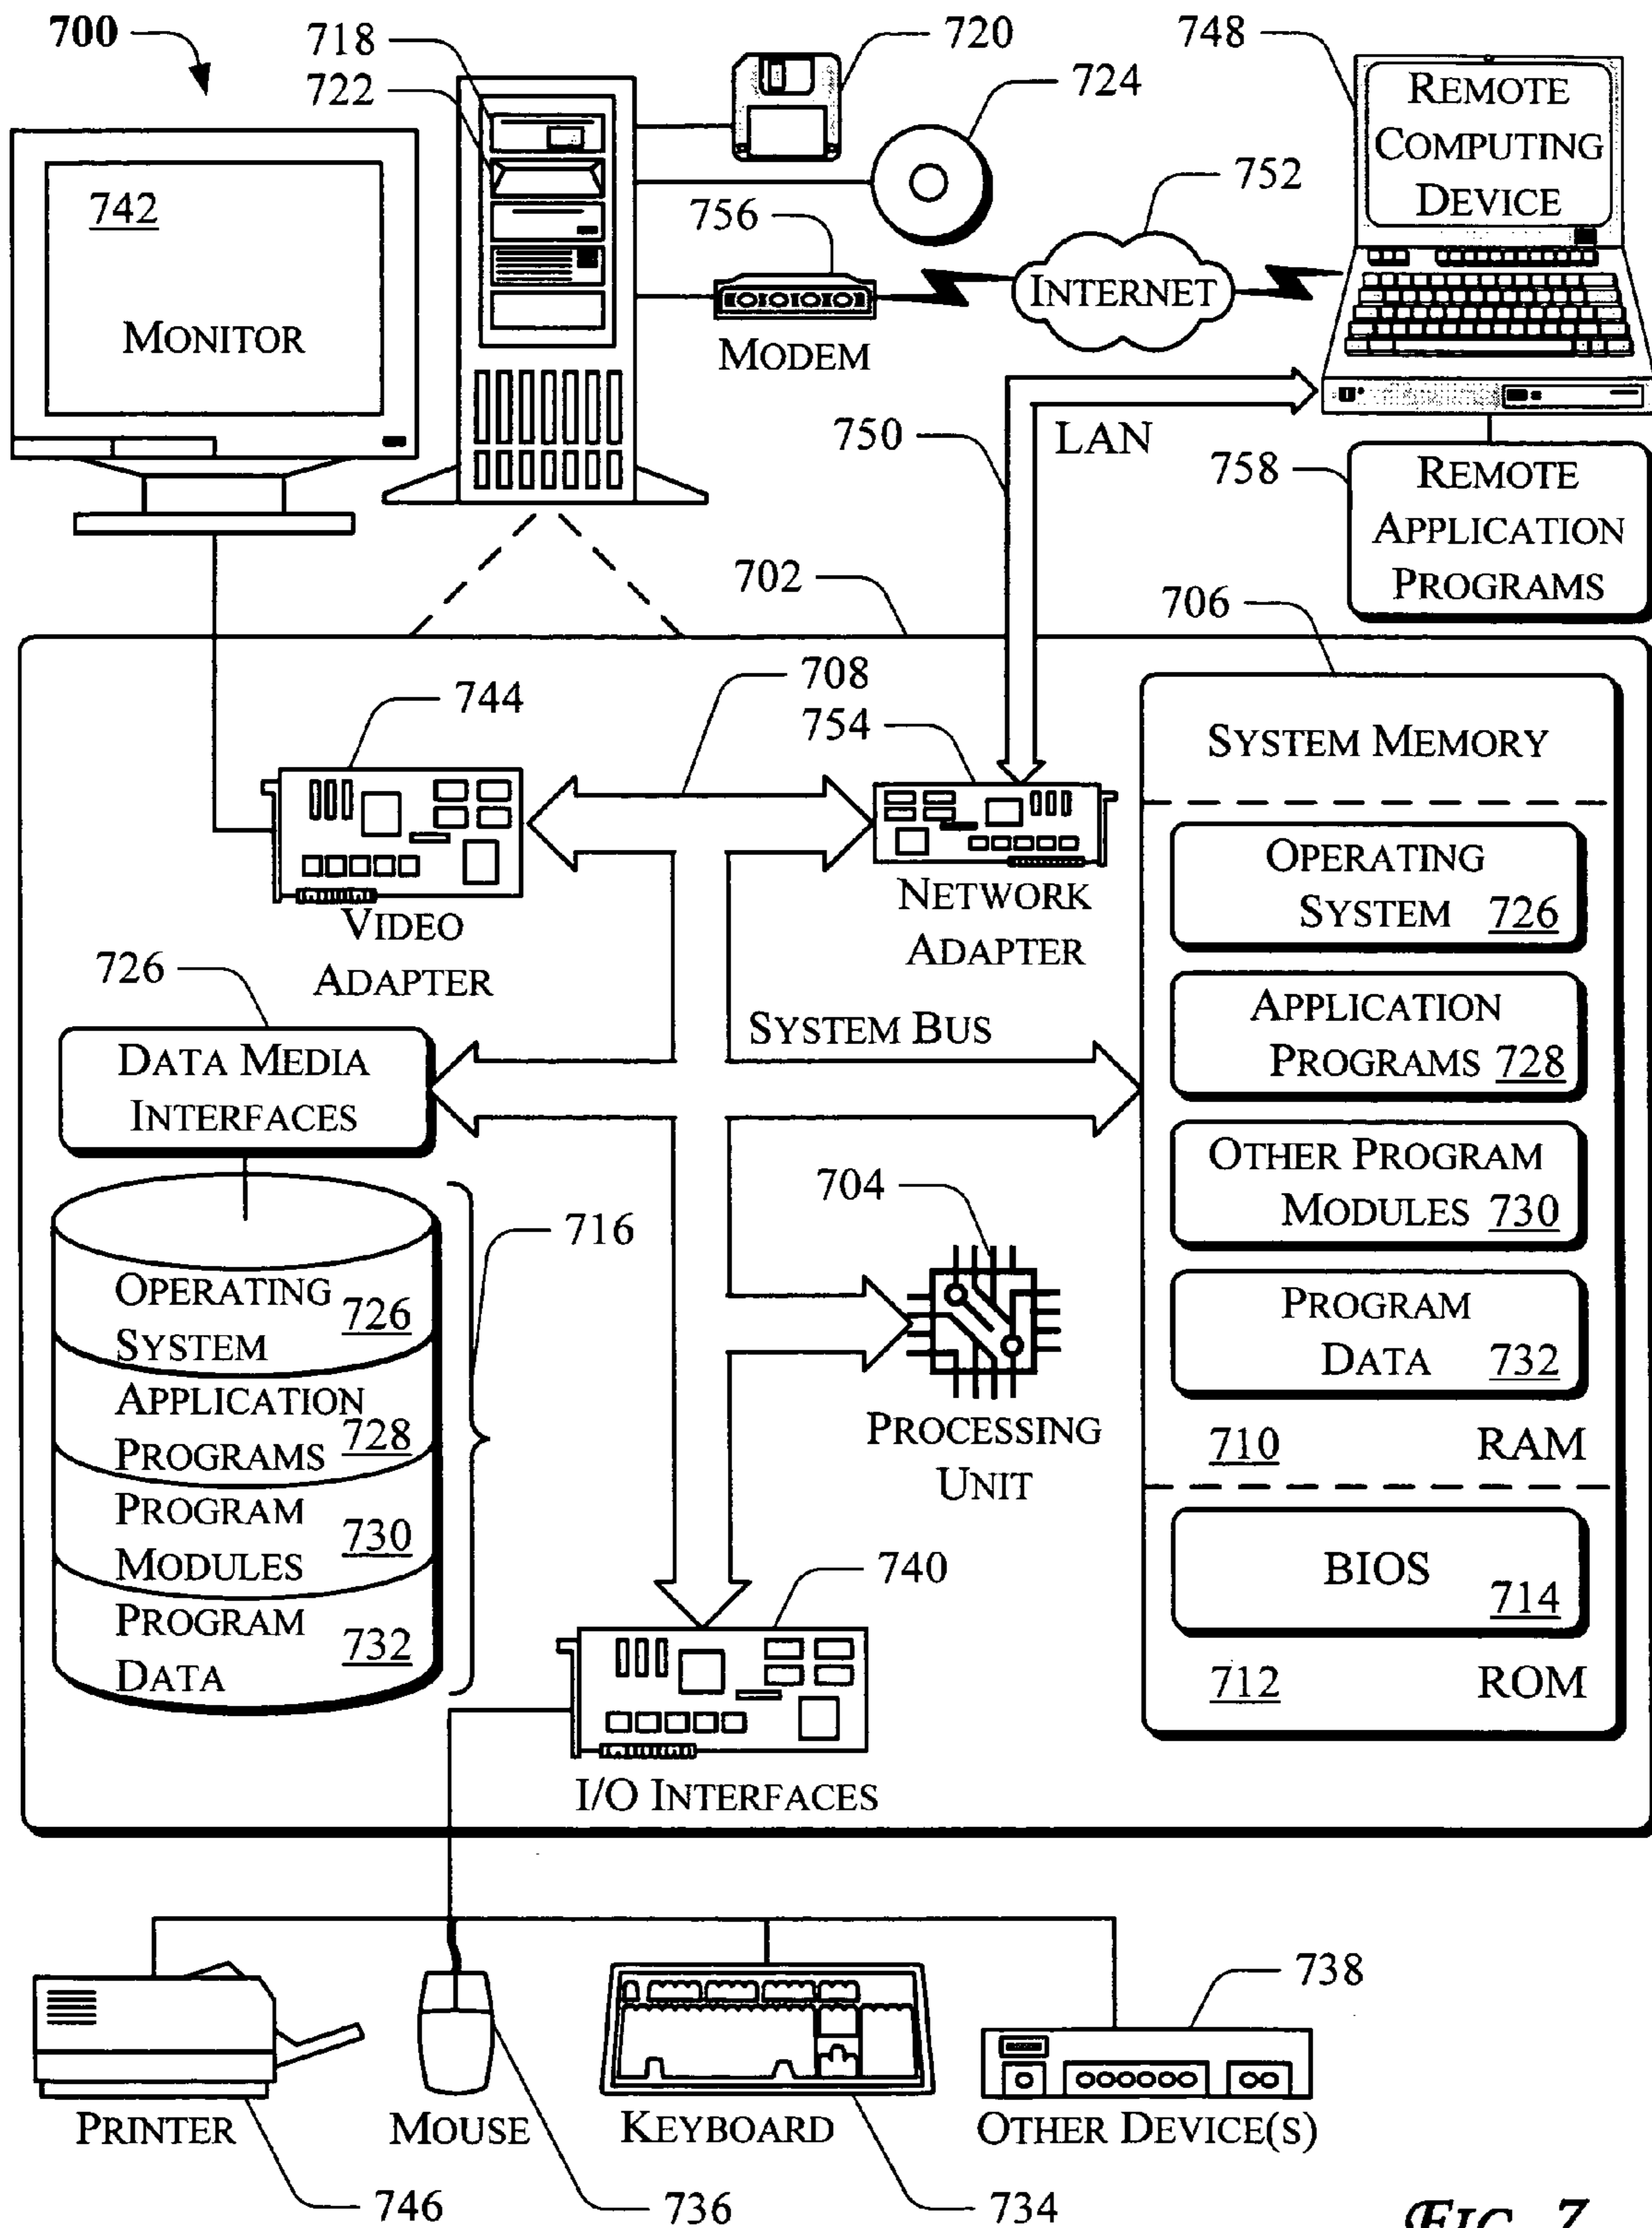 700
718
722
720
724
748
REMOTE
COMPUTING
DEVICE
742
MONITOR
756
752
INTERNET
MODEM
750
LAN
758
REMOTE
APPLICATION
PROGRAMS
702
706
708
744
754
SYSTEM MEMORY
VIDEO
ADAPTER
NETWORK
ADAPTER
OPERATING
SYSTEM 726
726
DATA MEDIA
INTERFACES
SYSTEM BUS
APPLICATION
PROGRAMS 728
OTHER PROGRAM
MODULES 730
704
716
PROGRAM
DATA 732
OPERATING
SYSTEM 726
APPLICATION
PROGRAMS 728
PROGRAM
MODULES 730
PROGRAM
DATA 732
PROCESSING
UNIT
710 RAM
BIOS
714
712 ROM
740
I/O INTERFACES
738
PRINTER
MOUSE
KEYBOARD
OTHER DEVICE(S)
746
736
734
FIG. 7